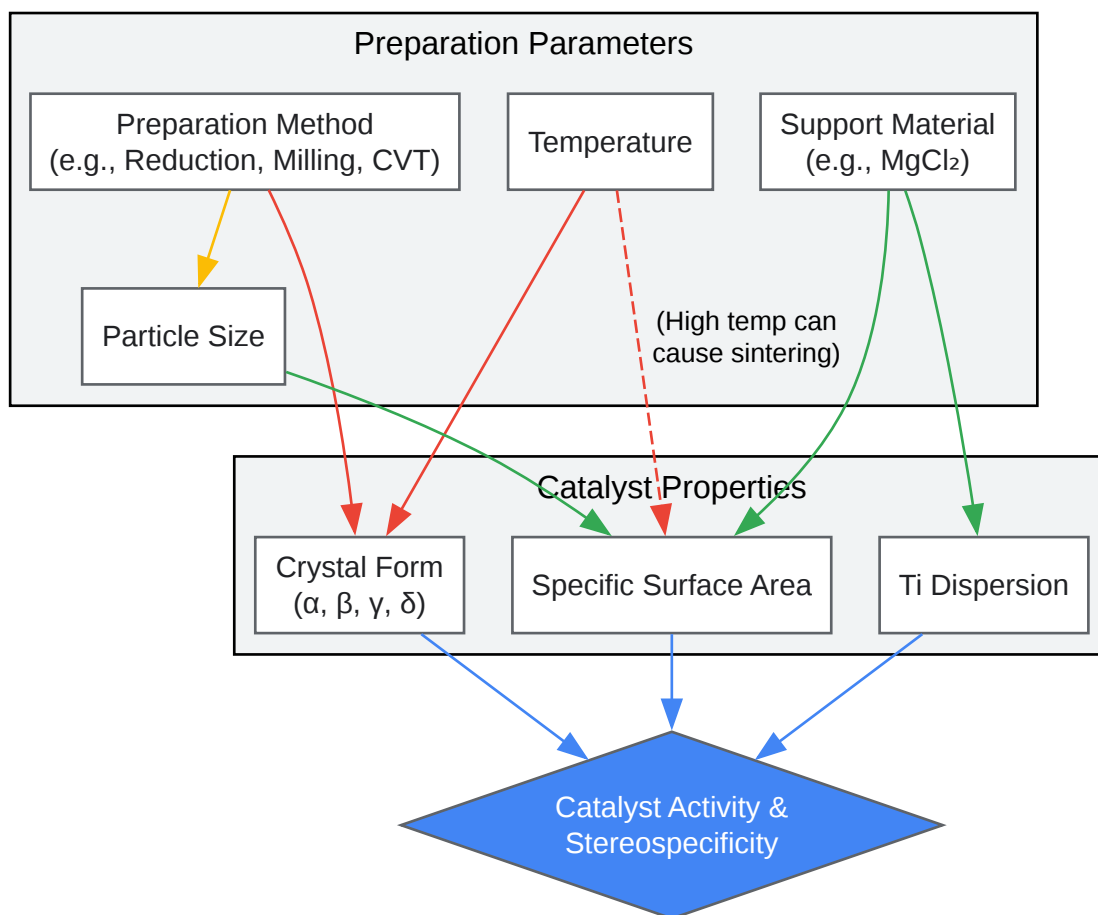 Preparation Parameters
Preparation Method
(e.g., Reduction, Milling, CVT)
Temperature
Support Material
(e.g., MgCl₂)
Particle Size
(High temp can
cause sintering)
Catalyst Properties
Crystal Form
(α, β, γ, δ)
Specific Surface Area
Ti Dispersion
Catalyst Activity &
Stereospecificity